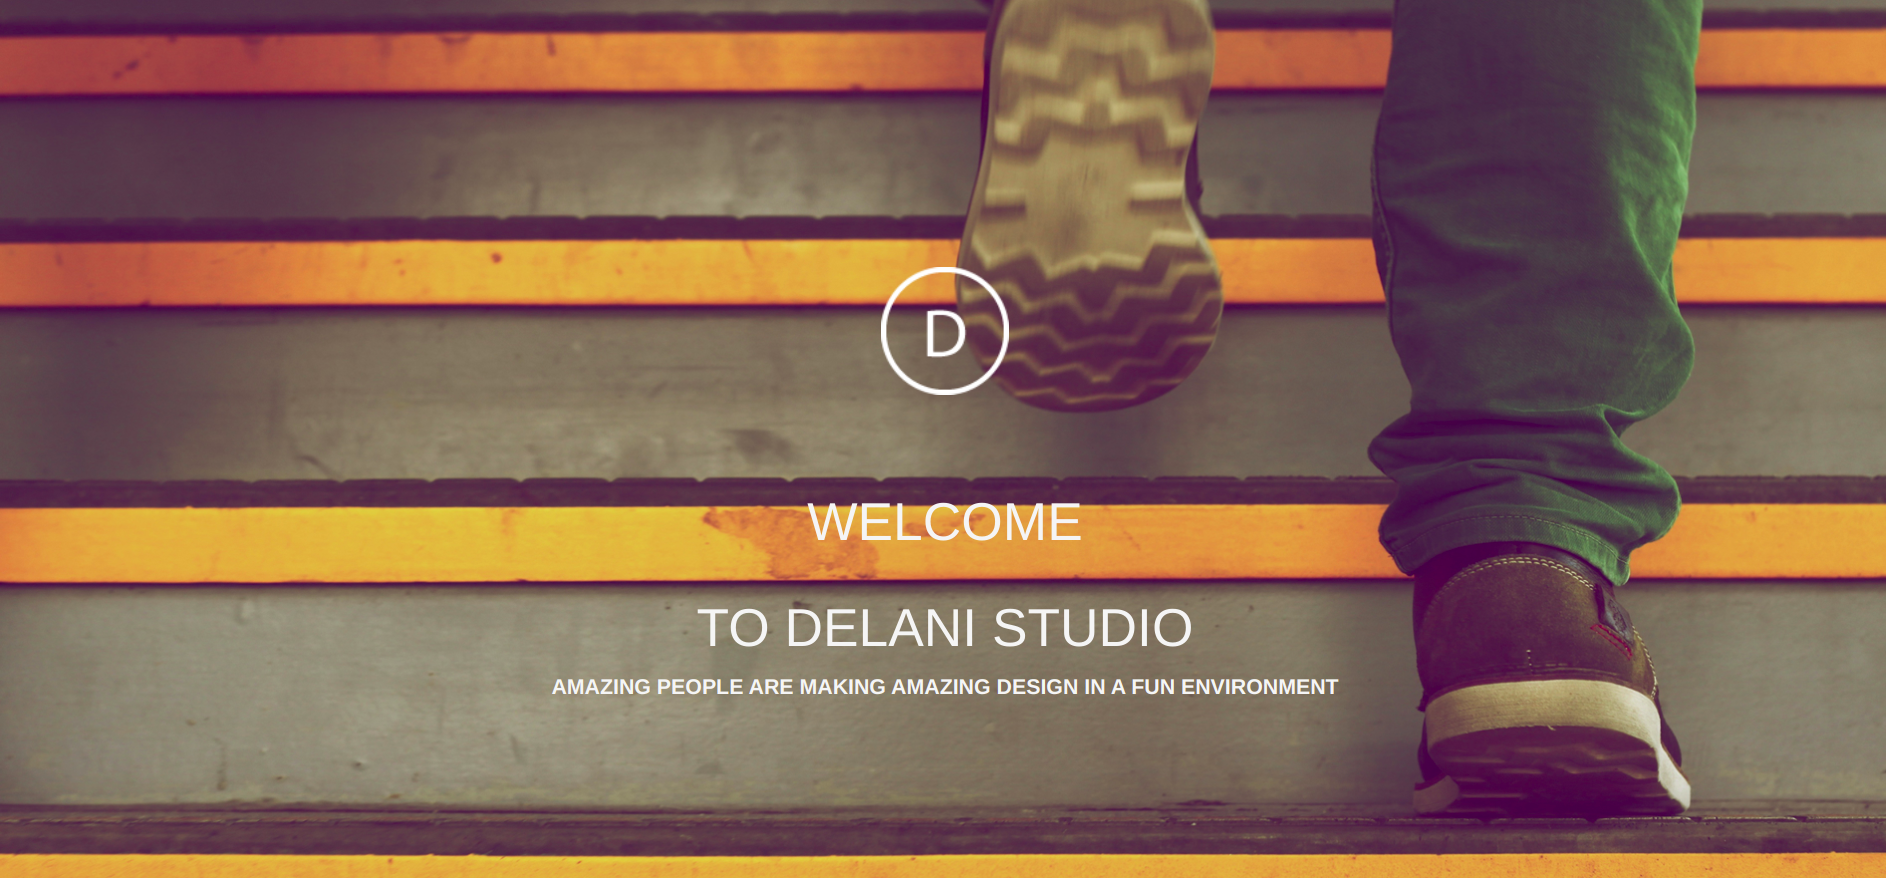 D
WELCOME
TO DELANI STUDIO
AMAZING PEOPLE ARE MAKING AMAZING DESIGN IN A FUN ENVIRONMENT